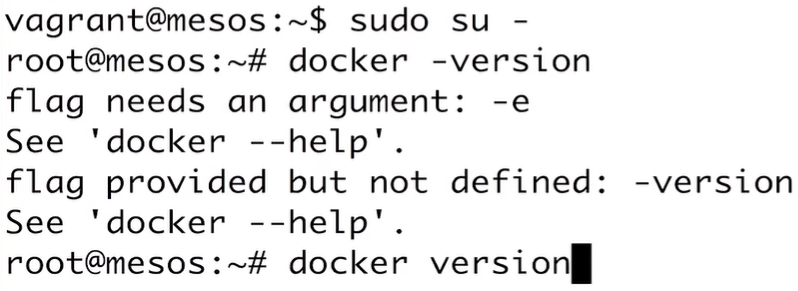 vagrant@mesos:~$ sudo su -
root@mesos:~# docker -version
flag needs an argument: -e
See 'docker --help'.
flag provided but not defined: -version
See 'docker --help'.
root@mesos:~# docker version